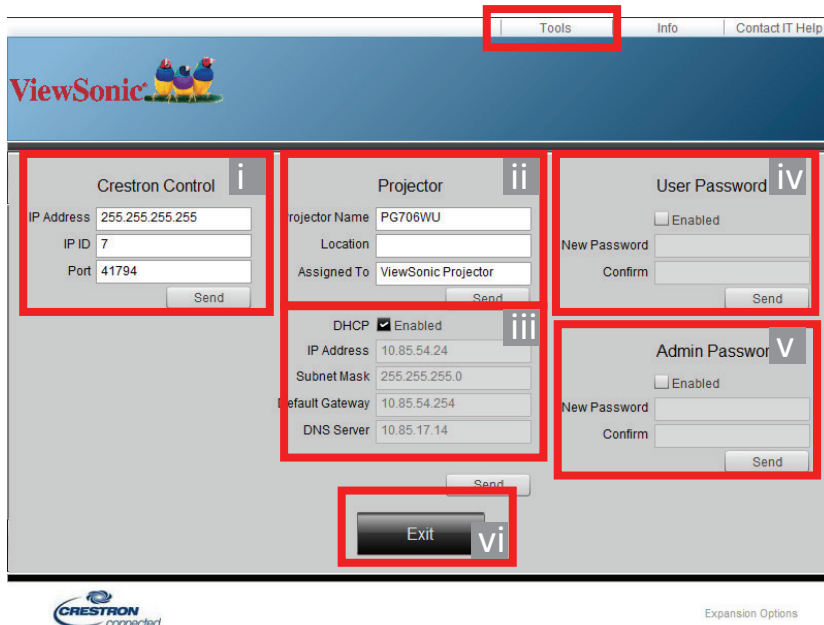 Tools Info Contact IT Help
ViewSonic
Crestron Control i
IP Address 255.255.255.255
IP ID 7
Port 41794
Send
Projector ii
rojector Name PG706WU
Location
Assigned To ViewSonic Projector
Send
iii
DHCP Enabled
IP Address 10.85.54.24
Subnet Mask 255.255.255.0
Default Gateway 10.85.54.254
DNS Server 10.85.17.14
Send
User Password iv
Enabled
New Password
Confirm
Send
Admin Passwor v
Enabled
New Password
Confirm
Send
Exit vi
CRESTRON
connected
Expansion Options